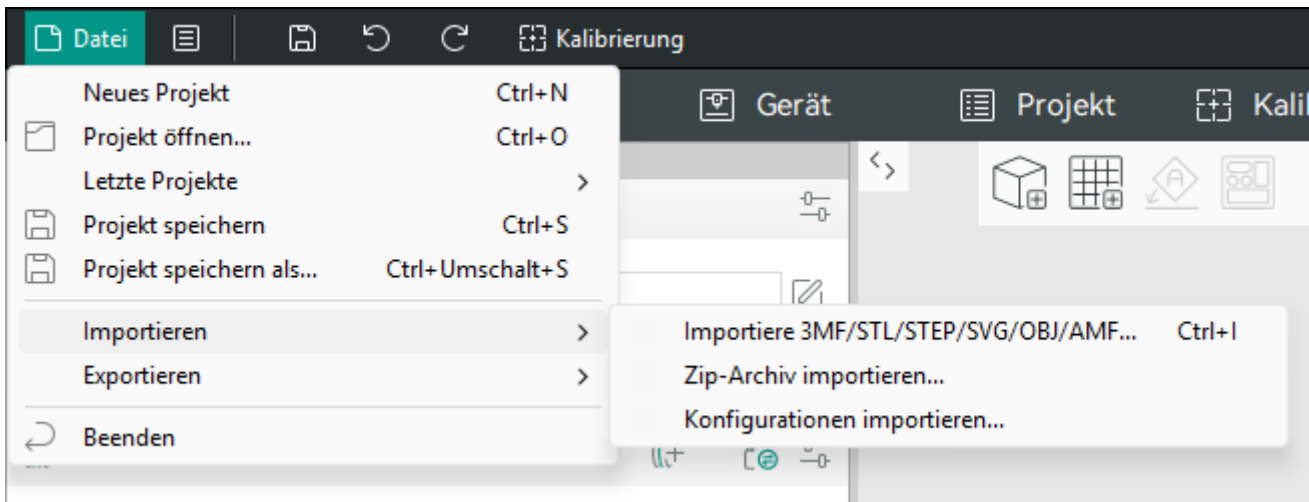 Datei Kalibrierung
Gerät Projekt Kali
Neues Projekt Ctrl+N
Projekt öffnen... Ctrl+O
Letzte Projekte
Projekt speichern Ctrl+S
Projekt speichern als... Ctrl+Umschalt+S
Importieren
Exportieren
Beenden
Importiere 3MF/STL/STEP/SVG/OBJ/AMF... Ctrl+I
Zip-Archiv importieren...
Konfigurationen importieren...